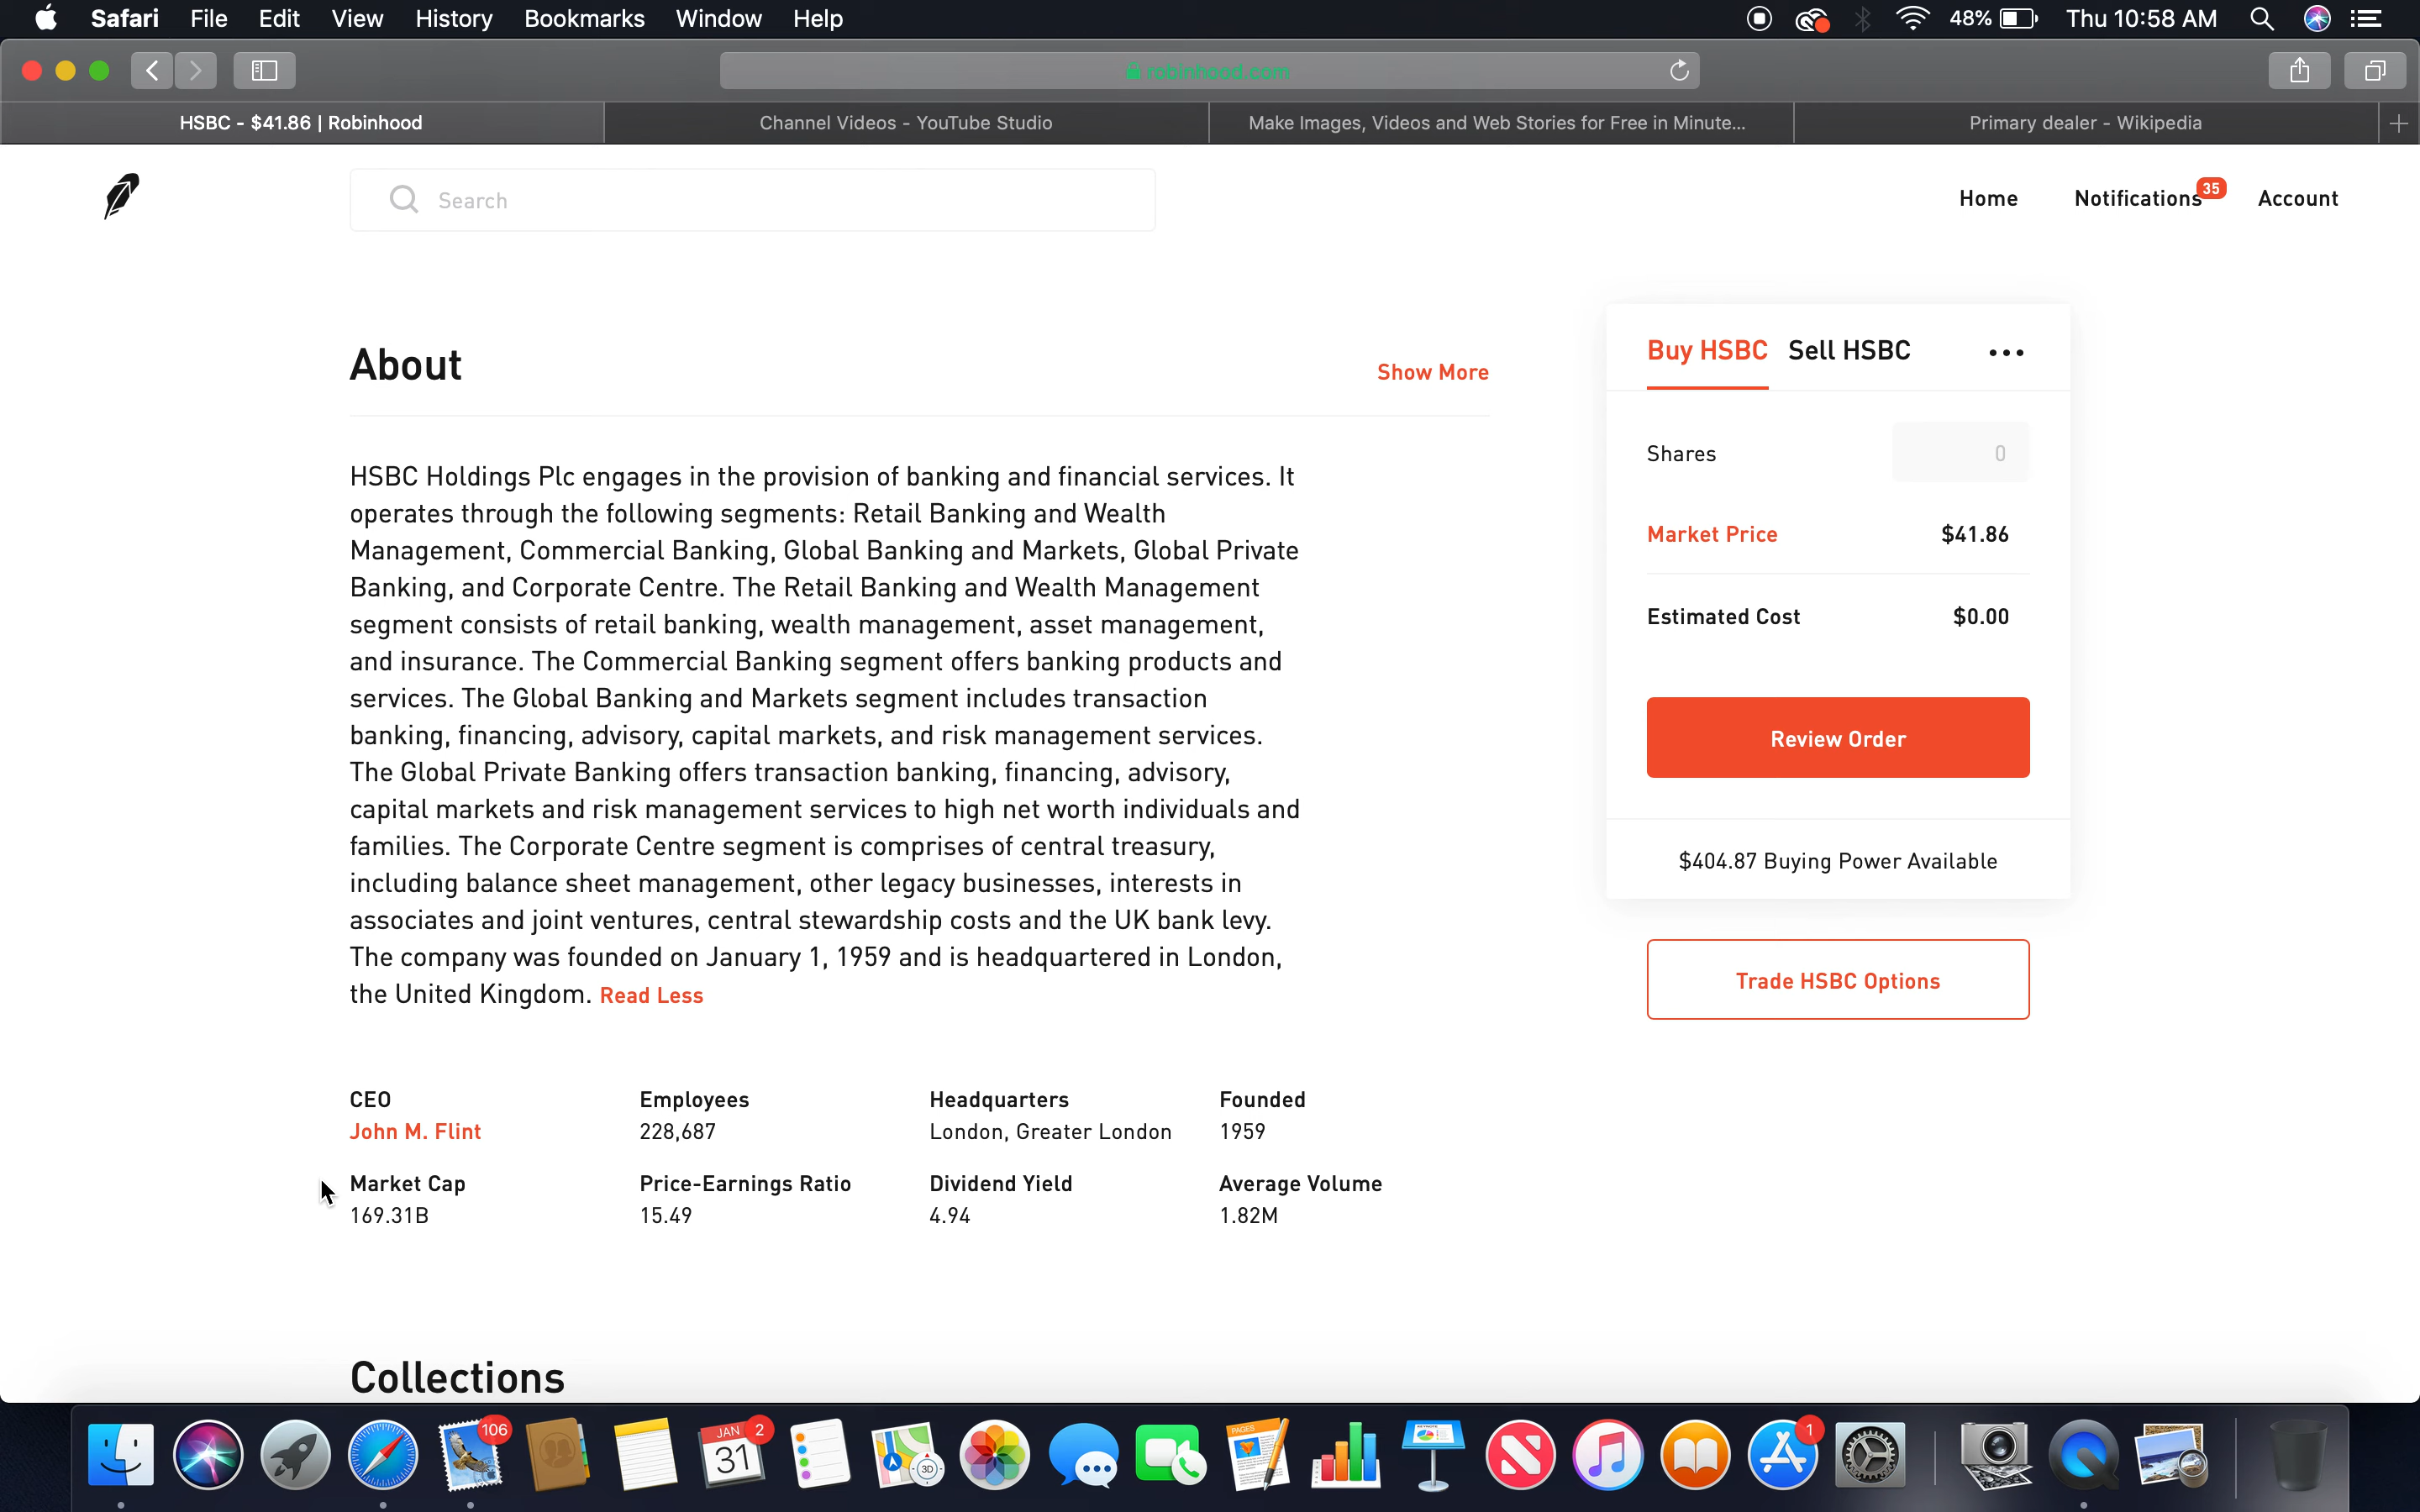 Safari File Edit View History Bookmarks Window Help 48% Thu 10:58 AM
robinhood.com
HSBC - $41.86 | Robinhood Channel Videos - YouTube Studio Make Images, Videos and Web Stories for Free in Minute... Primary dealer - Wikipedia
Search Home Notifications 35 Account
About Show More
HSBC Holdings Plc engages in the provision of banking and financial services. It
operates through the following segments: Retail Banking and Wealth
Management, Commercial Banking, Global Banking and Markets, Global Private
Banking, and Corporate Centre. The Retail Banking and Wealth Management
segment consists of retail banking, wealth management, asset management,
and insurance. The Commercial Banking segment offers banking products and
services. The Global Banking and Markets segment includes transaction
banking, financing, advisory, capital markets, and risk management services.
The Global Private Banking offers transaction banking, financing, advisory,
capital markets and risk management services to high net worth individuals and
families. The Corporate Centre segment is comprises of central treasury,
including balance sheet management, other legacy businesses, interests in
associates and joint ventures, central stewardship costs and the UK bank levy.
The company was founded on January 1, 1959 and is headquartered in London,
the United Kingdom. Read Less
CEO Employees Headquarters Founded
John M. Flint 228,687 London, Greater London 1959
Market Cap Price-Earnings Ratio Dividend Yield Average Volume
169.31B 15.49 4.94 1.82M
Collections
Buy HSBC Sell HSBC
Shares 0
Market Price $41.86
Estimated Cost $0.00
Review Order
$404.87 Buying Power Available
Trade HSBC Options
106 JAN 31 2 3D PAGES 1